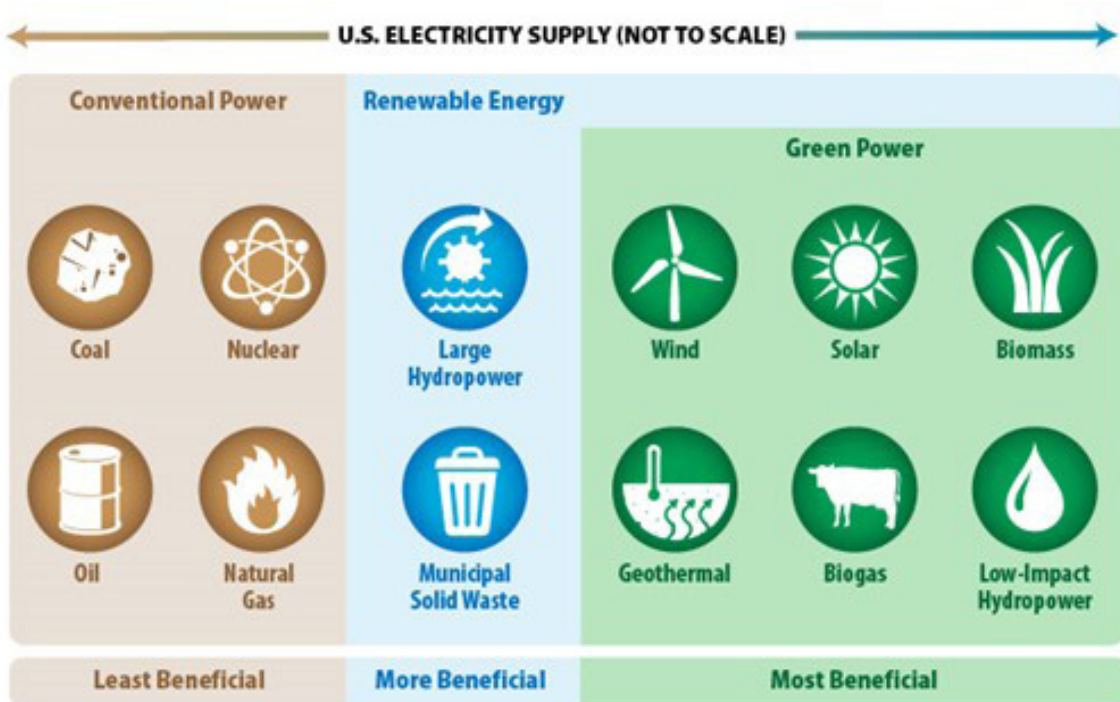 U.S. ELECTRICITY SUPPLY (NOT TO SCALE)
Conventional Power
Renewable Energy
Green Power
Coal
Nuclear
Large
Hydropower
Wind
Solar
Biomass
Oil
Natural
Gas
Municipal
Solid Waste
Geothermal
Biogas
Low-Impact
Hydropower
Least Beneficial
More Beneficial
Most Beneficial